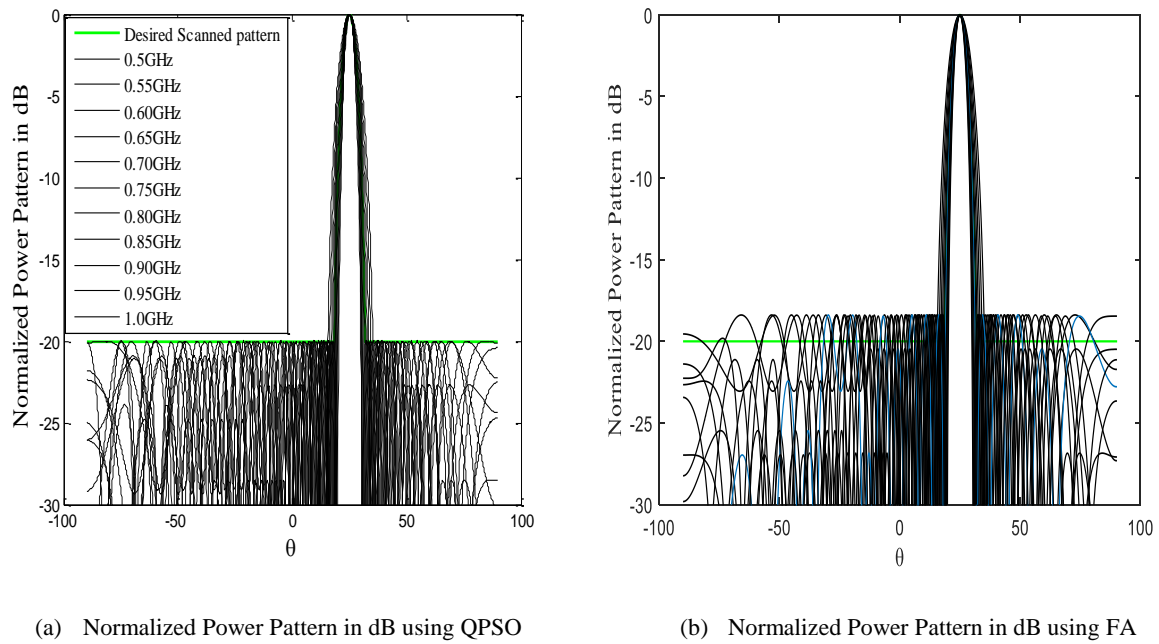 Normalized Power Pattern in dB
0
-5
-10
-15
-20
-25
-30
-100
-50
0
50
100
θ
Desired Scanned pattern
0.5GHz
0.55GHz
0.60GHz
0.65GHz
0.70GHz
0.75GHz
0.80GHz
0.85GHz
0.90GHz
0.95GHz
1.0GHz
(a) Normalized Power Pattern in dB using QPSO
Normalized Power Pattern in dB
0
-5
-10
-15
-20
-25
-30
-100
-50
0
50
100
θ
(b) Normalized Power Pattern in dB using FA